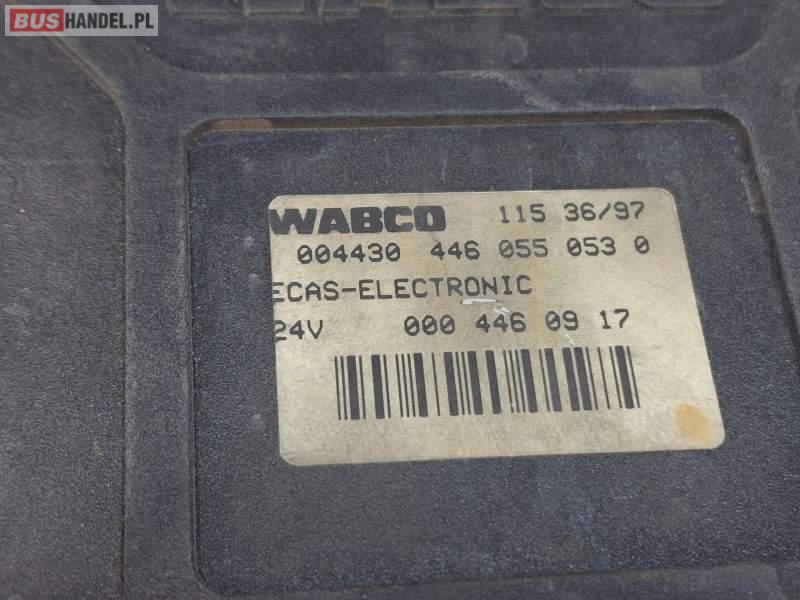 BUSHANDEL.PL
WABCO 115 36/97
004430 446 055 053 0
ECAS-ELECTRONIC
24V 000 446 09 17